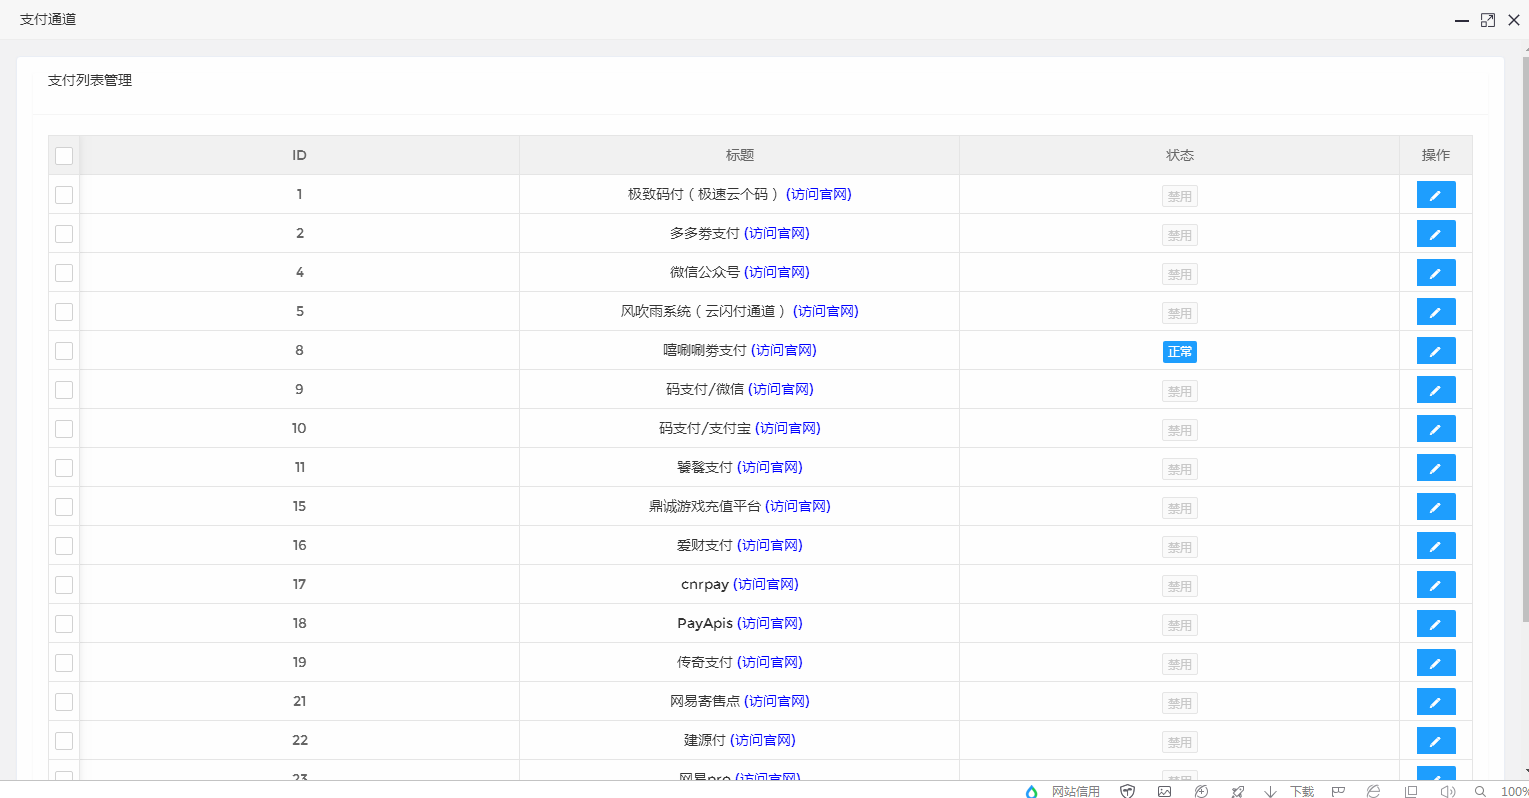 支付通道
支付列表管理
ID 标题 状态 操作
1 极致码付（极速云个码） (访问官网) 禁用
2 多多劵支付 (访问官网) 禁用
4 微信公众号 (访问官网) 禁用
5 风吹雨系统（云闪付通道） (访问官网) 禁用
8 嘻唰唰劵支付 (访问官网) 正常
9 码支付/微信 (访问官网) 禁用
10 码支付/支付宝 (访问官网) 禁用
11 饕餮支付 (访问官网) 禁用
15 鼎诚游戏充值平台 (访问官网) 禁用
16 爱财支付 (访问官网) 禁用
17 cnrpay (访问官网) 禁用
18 PayApis (访问官网) 禁用
19 传奇支付 (访问官网) 禁用
21 网易寄售点 (访问官网) 禁用
22 建源付 (访问官网) 禁用
23 网易pro (访问官网) 禁用
网站信用 下载 100%